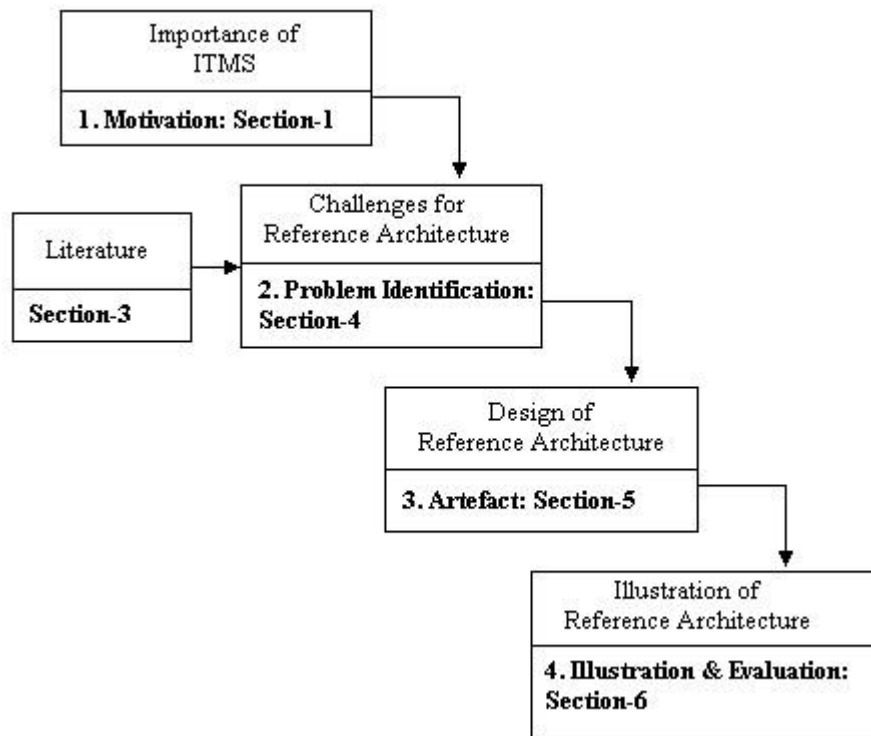 Importance of
ITMS
1. Motivation: Section-1
Challenges for
Reference Architecture
2. Problem Identification:
Section-4
Literature
Section-3
Design of
Reference Architecture
3. Artefact: Section-5
Illustration of
Reference Architecture
4. Illustration & Evaluation:
Section-6